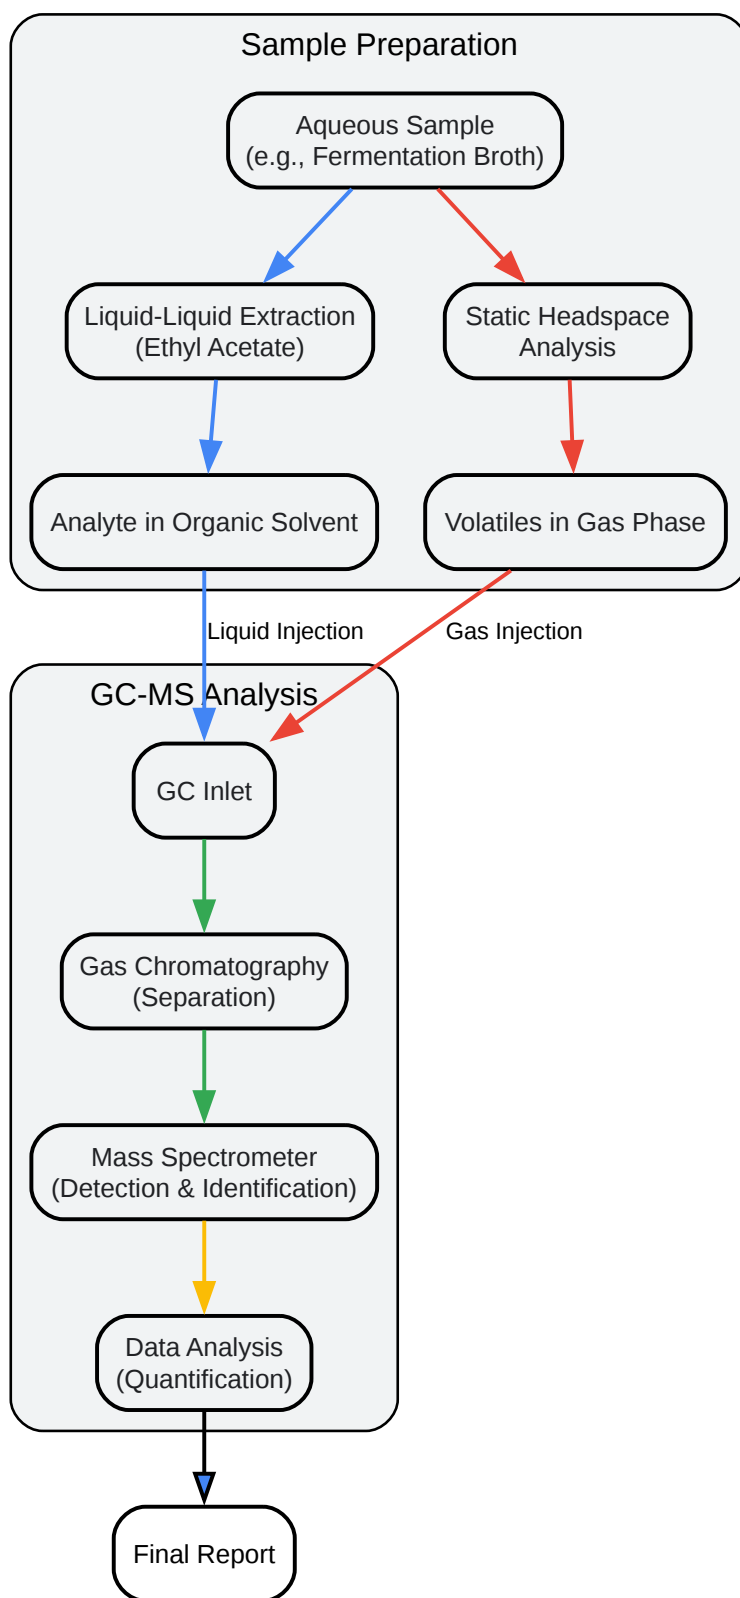 Sample Preparation
Aqueous Sample
(e.g., Fermentation Broth)
Liquid-Liquid Extraction
(Ethyl Acetate)
Static Headspace
Analysis
Analyte in Organic Solvent
Volatiles in Gas Phase
Liquid Injection
Gas Injection
GC-MS Analysis
GC Inlet
Gas Chromatography
(Separation)
Mass Spectrometer
(Detection & Identification)
Data Analysis
(Quantification)
Final Report